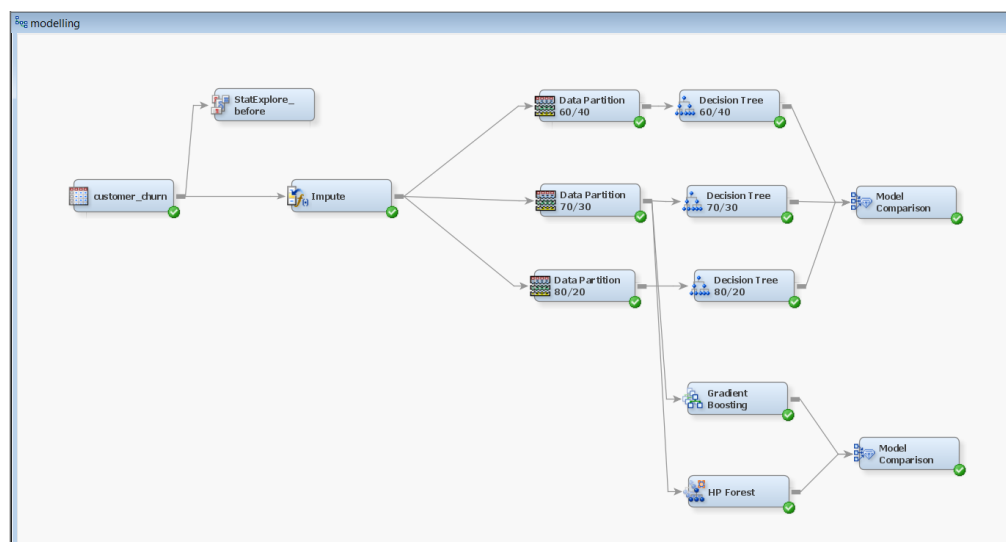 modelling
StatExplore_
before
customer_churn
Impute
Data Partition
60/40
Decision Tree
60/40
Data Partition
70/30
Decision Tree
70/30
Model
Comparison
Data Partition
80/20
Decision Tree
80/20
Gradient
Boosting
Model
Comparison
HP Forest